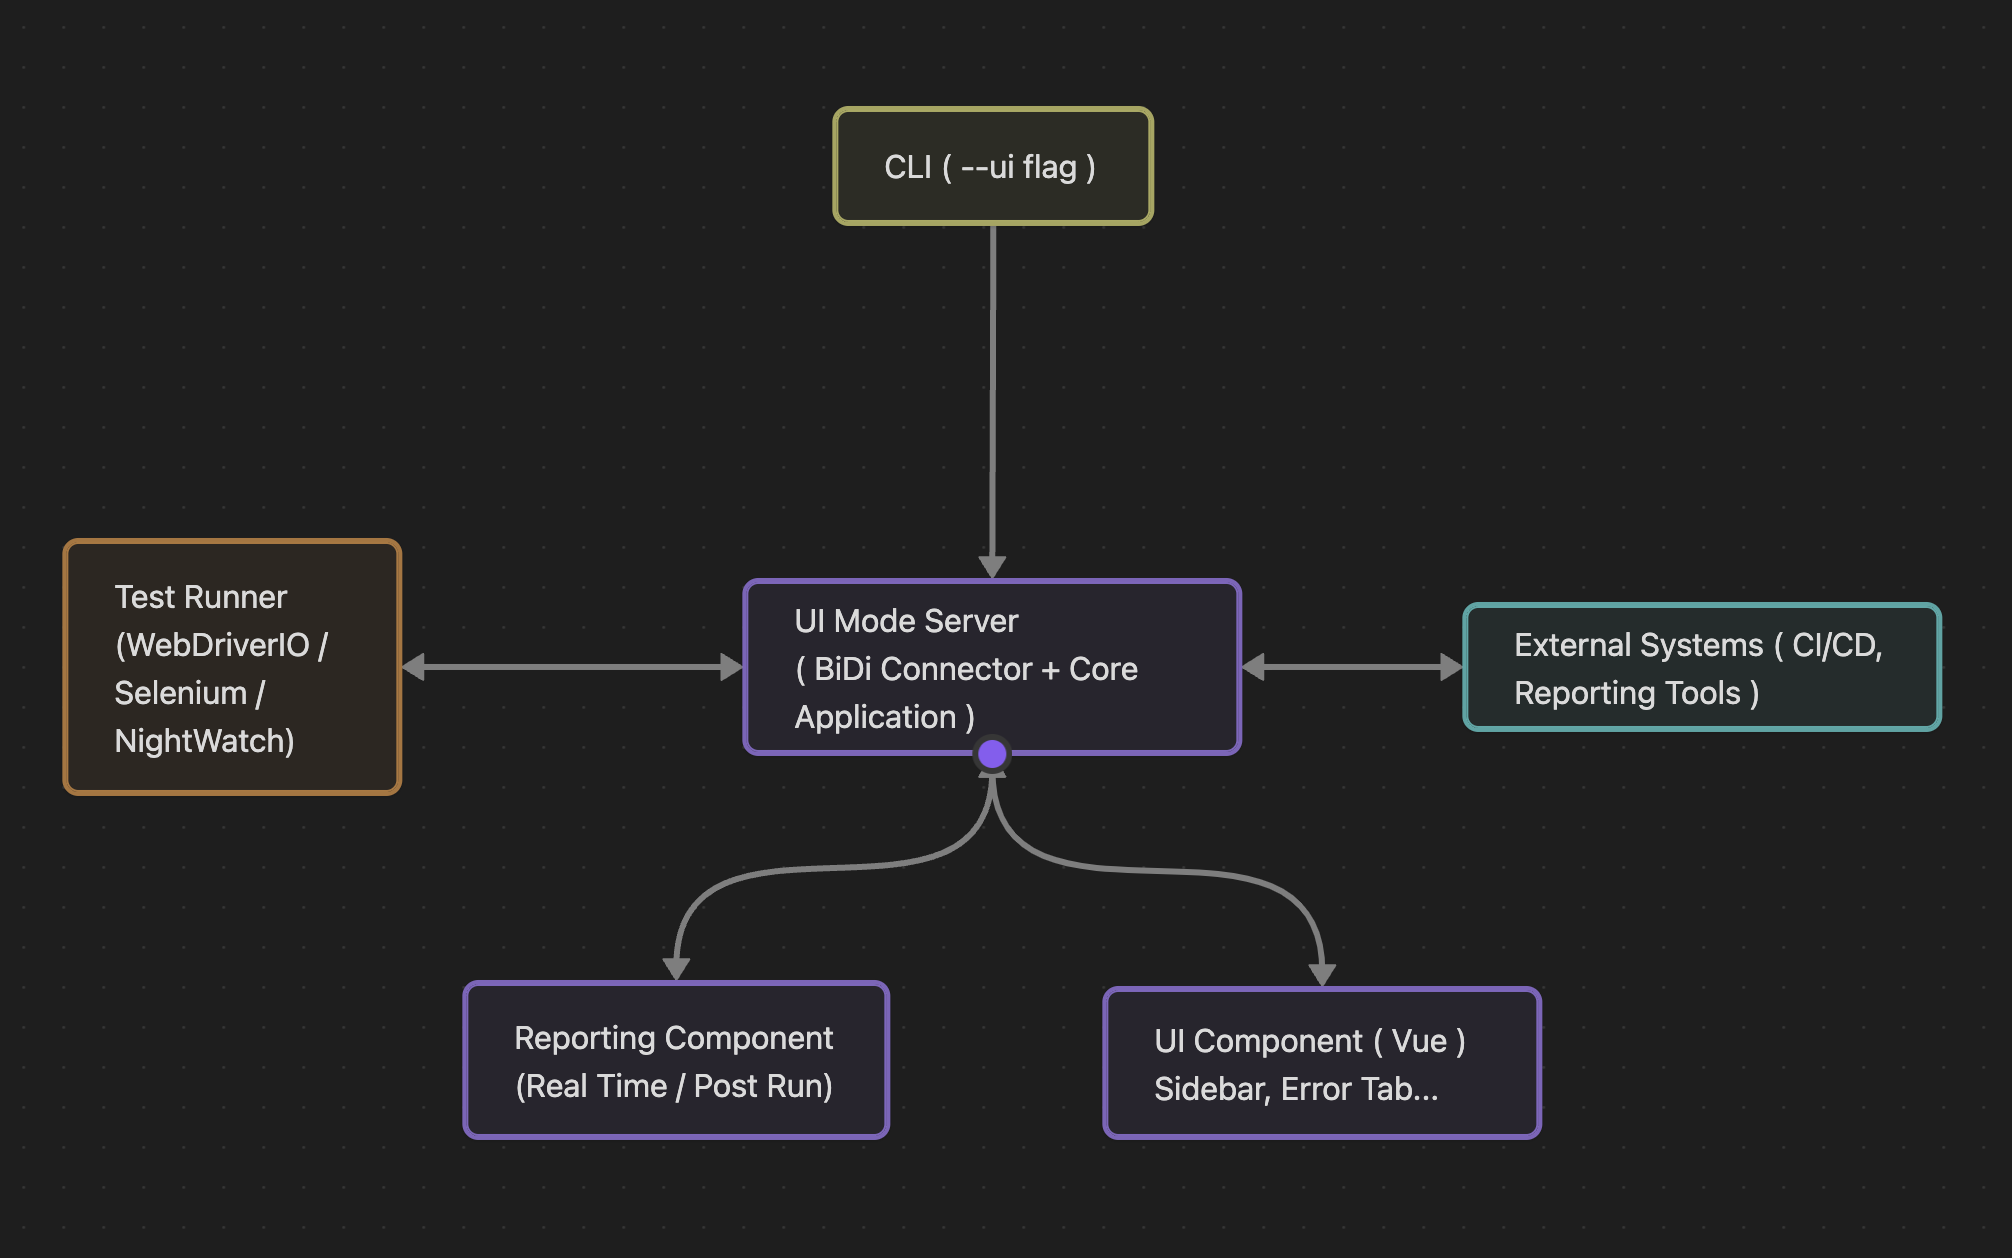 CLI ( --ui flag )
Test Runner
(WebDriverIO /
Selenium /
NightWatch)
UI Mode Server
( BiDi Connector + Core
Application )
External Systems ( CI/CD,
Reporting Tools )
Reporting Component
(Real Time / Post Run)
UI Component ( Vue )
Sidebar, Error Tab...